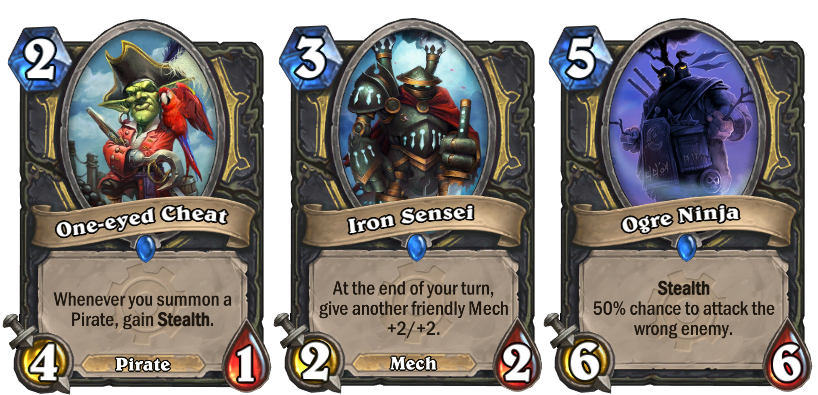 2
One-eyed Cheat
Whenever you summon a
Pirate, gain Stealth.
4
Pirate
1
3
Iron Sensei
At the end of your turn,
give another friendly Mech
+2/+2.
2
Mech
2
5
Ogre Ninja
Stealth
50% chance to attack the
wrong enemy.
6
6